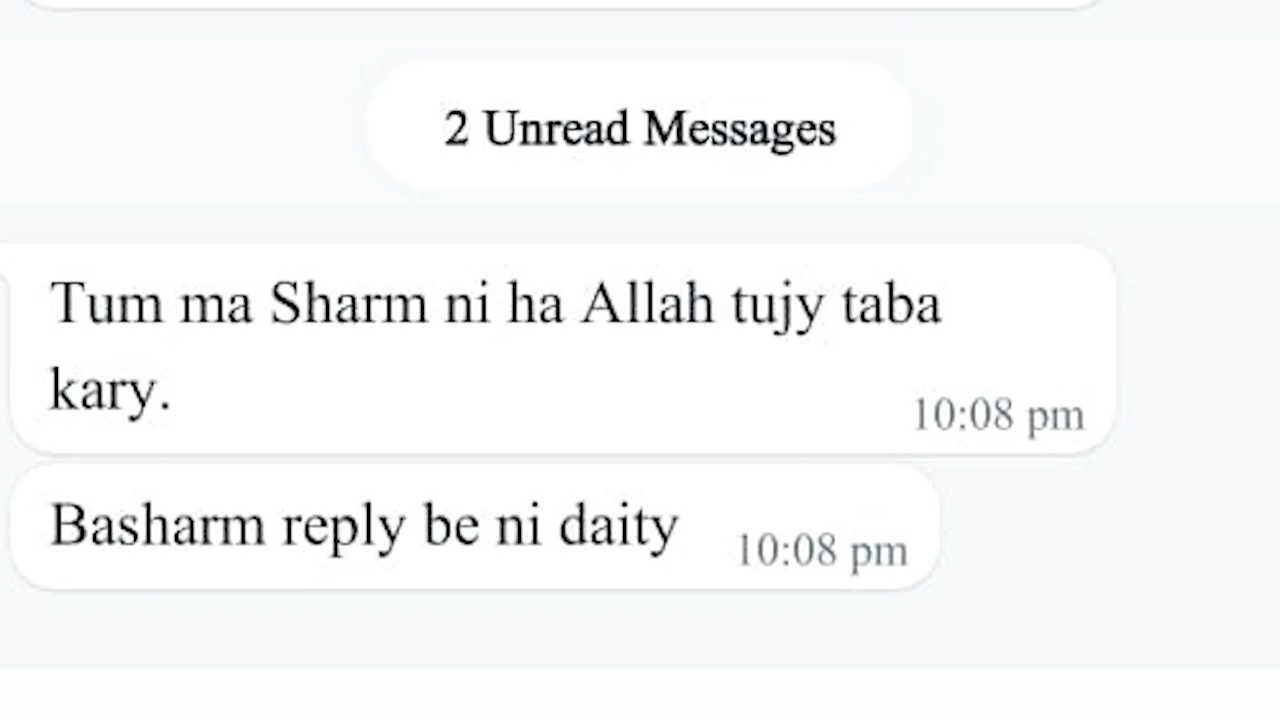 2 Unread Messages
Tum ma Sharm ni ha Allah tujy taba
kary.
10:08 pm
Basharm reply be ni daity
10:08 pm